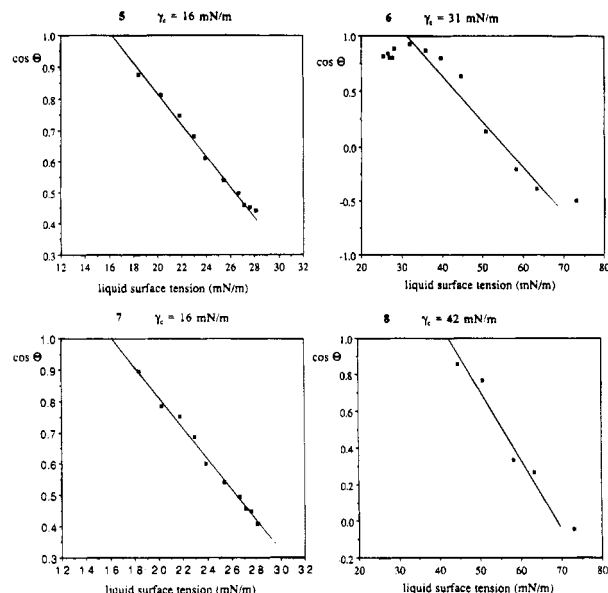 5 γc = 16 mN/m
1.0
cos Θ
0.9
0.8
0.7
0.6
0.5
0.4
0.3
12 14 16 18 20 22 24 26 28 30 32
liquid surface tension (mN/m)
6 γc = 31 mN/m
1.0
cos Θ
0.5
0.0
-0.5
-1.0
20 30 40 50 60 70 80
liquid surface tension (mN/m)
7 γc = 16 mN/m
1.0
cos Θ
0.9
0.8
0.7
0.6
0.5
0.4
0.3
12 14 16 18 20 22 24 26 28 30 32
liquid surface tension (mN/m)
8 γc = 42 mN/m
1.0
cos Θ
0.8
0.6
0.4
0.2
0.0
0.2
20 30 40 50 60 70 80
liquid surface tension (mN/m)